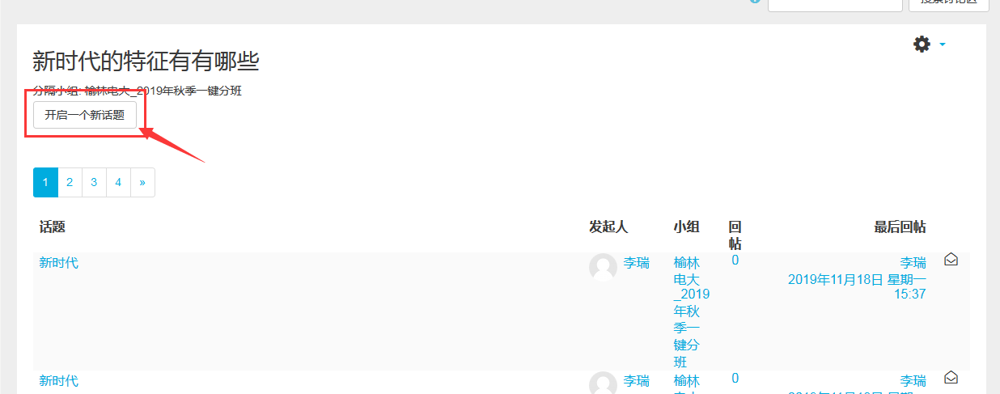 搜索讨论区
新时代的特征有有哪些
分隔小组: 榆林电大_2019年秋季一键分班
开启一个新话题
1 2 3 4 »
话题 发起人 小组 回帖 最后回帖
新时代 李瑞 榆林电大_2019年秋季一键分班 0 李瑞
2019年11月18日 星期一 15:37
新时代 李瑞 榆林 0 李瑞